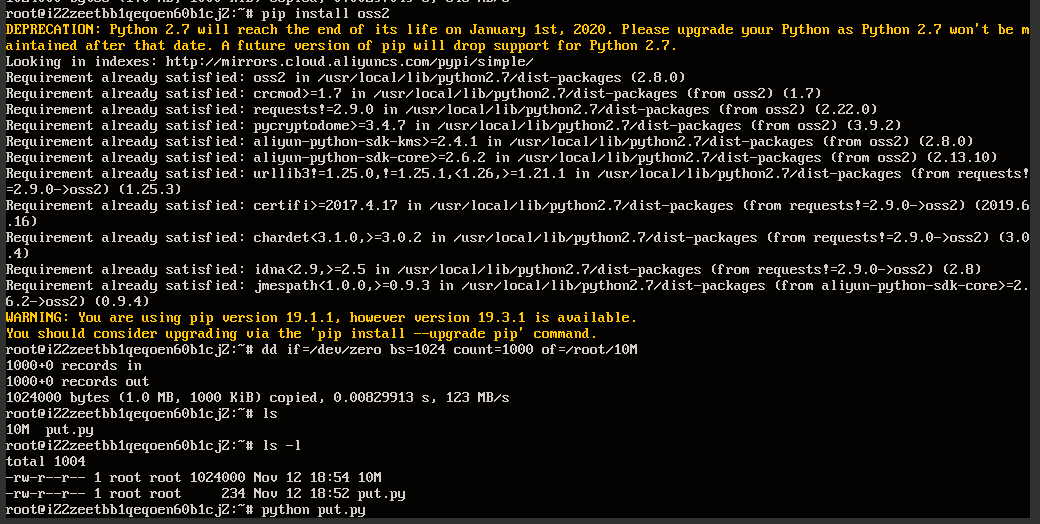 root@iZ2zeetbb1qeqoen60b1cjZ:~# pip install oss2
DEPRECATION: Python 2.7 will reach the end of its life on January 1st, 2020. Please upgrade your Python as Python 2.7 won't be m
aintained after that date. A future version of pip will drop support for Python 2.7.
Looking in indexes: http://mirrors.cloud.aliyuncs.com/pypi/simple/
Requirement already satisfied: oss2 in /usr/local/lib/python2.7/dist-packages (2.8.0)
Requirement already satisfied: crcmod>=1.7 in /usr/local/lib/python2.7/dist-packages (from oss2) (1.7)
Requirement already satisfied: requests!=2.9.0 in /usr/local/lib/python2.7/dist-packages (from oss2) (2.22.0)
Requirement already satisfied: pycryptodome>=3.4.7 in /usr/local/lib/python2.7/dist-packages (from oss2) (3.9.2)
Requirement already satisfied: aliyun-python-sdk-kms>=2.4.1 in /usr/local/lib/python2.7/dist-packages (from oss2) (2.8.0)
Requirement already satisfied: aliyun-python-sdk-core>=2.6.2 in /usr/local/lib/python2.7/dist-packages (from oss2) (2.13.10)
Requirement already satisfied: urllib3!=1.25.0,!=1.25.1,<1.26,>=1.21.1 in /usr/local/lib/python2.7/dist-packages (from requests!
=2.9.0->oss2) (1.25.3)
Requirement already satisfied: certifi>=2017.4.17 in /usr/local/lib/python2.7/dist-packages (from requests!=2.9.0->oss2) (2019.6
.16)
Requirement already satisfied: chardet<3.1.0,>=3.0.2 in /usr/local/lib/python2.7/dist-packages (from requests!=2.9.0->oss2) (3.0
.4)
Requirement already satisfied: idna<2.9,>=2.5 in /usr/local/lib/python2.7/dist-packages (from requests!=2.9.0->oss2) (2.8)
Requirement already satisfied: jmespath<1.0.0,>=0.9.3 in /usr/local/lib/python2.7/dist-packages (from aliyun-python-sdk-core>=2.
6.2->oss2) (0.9.4)
WARNING: You are using pip version 19.1.1, however version 19.3.1 is available.
You should consider upgrading via the 'pip install --upgrade pip' command.
root@iZ2zeetbb1qeqoen60b1cjZ:~# dd if=/dev/zero bs=1024 count=1000 of=/root/10M
1000+0 records in
1000+0 records out
1024000 bytes (1.0 MB, 1000 KiB) copied, 0.00829913 s, 123 MB/s
root@iZ2zeetbb1qeqoen60b1cjZ:~# ls
10M  put.py
root@iZ2zeetbb1qeqoen60b1cjZ:~# ls -l
total 1004
-rw-r--r-- 1 root root 1024000 Nov 12 18:54 10M
-rw-r--r-- 1 root root     234 Nov 12 18:52 put.py
root@iZ2zeetbb1qeqoen60b1cjZ:~# python put.py